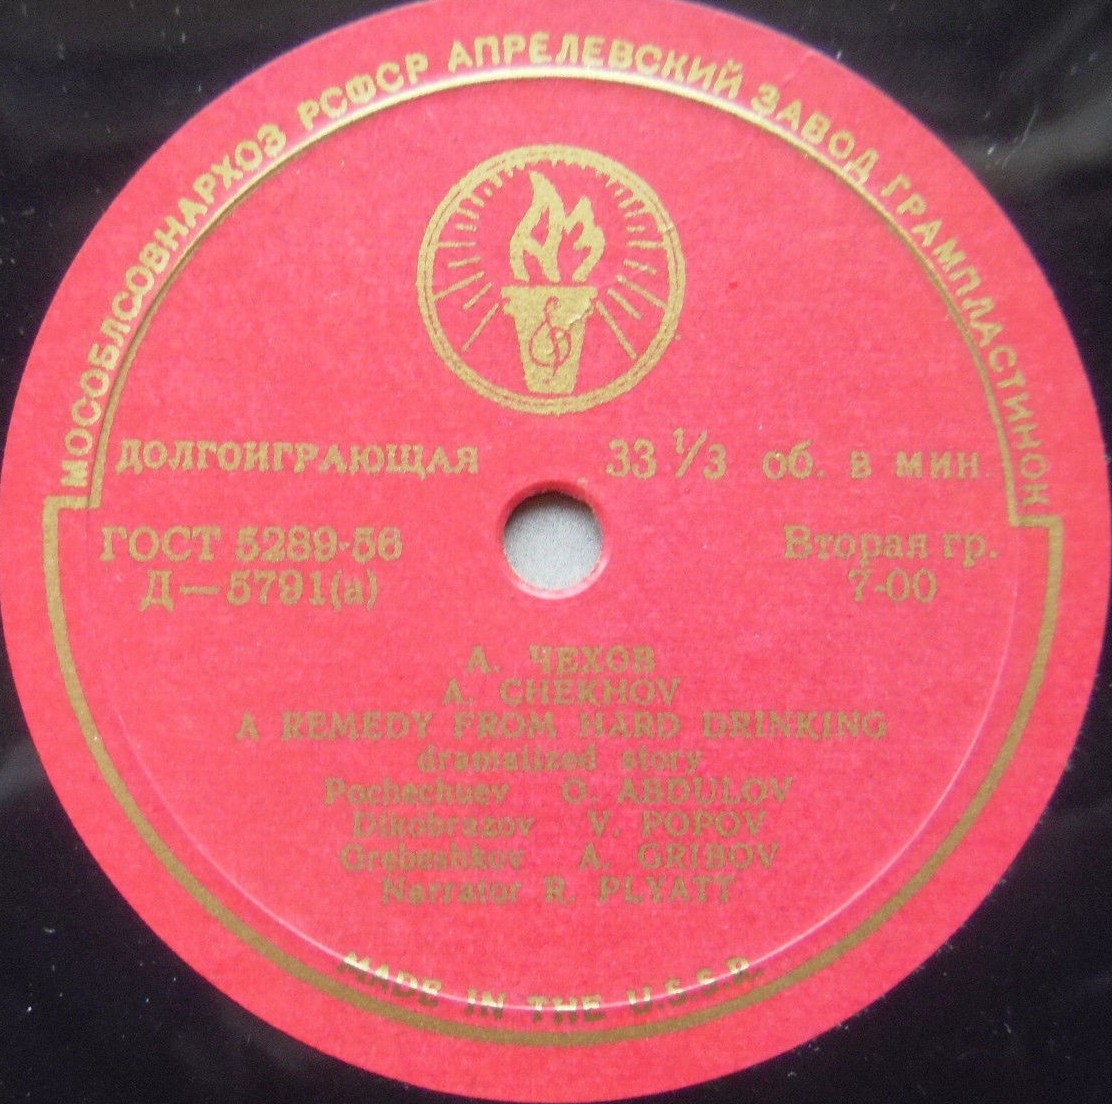 МОСОБЛСОВНАРХОЗ РСФСР АПРЕЛЕВСКИЙ ЗАВОД ГРАМПЛАСТИНОК
ДОЛГОИГРАЮЩАЯ 33 1/3 об. в мин.
ГОСТ 5289-56 Вторая гр.
Д—5791(а) 7-00
А. ЧЕХОВ
A. CHEKHOV
A REMEDY FROM HARD DRINKING
dramatized story
Pochechuev O. ABDULOV
Dikobrazov V. POPOV
Grebeshkov A. GRIBOV
Narrator R. PLYATT
MADE IN THE U.S.S.R.